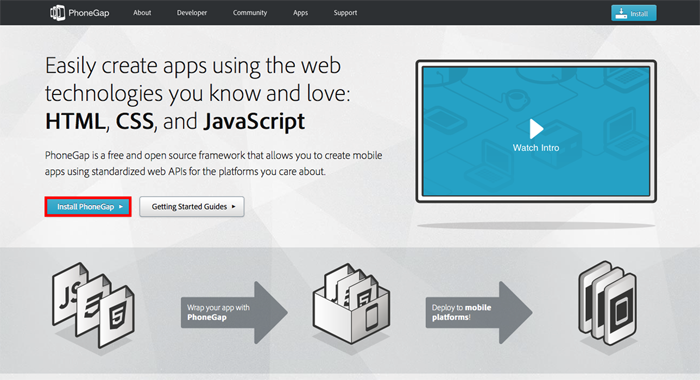 PhoneGap About Developer Community Apps Support Install
Easily create apps using the web
technologies you know and love:
HTML, CSS, and JavaScript
PhoneGap is a free and open source framework that allows you to create mobile
apps using standardized web APIs for the platforms you care about.
Install PhoneGap
Getting Started Guides
Watch Intro
JS
3
5
Wrap your app with
PhoneGap
JS
Deploy to mobile
platforms!